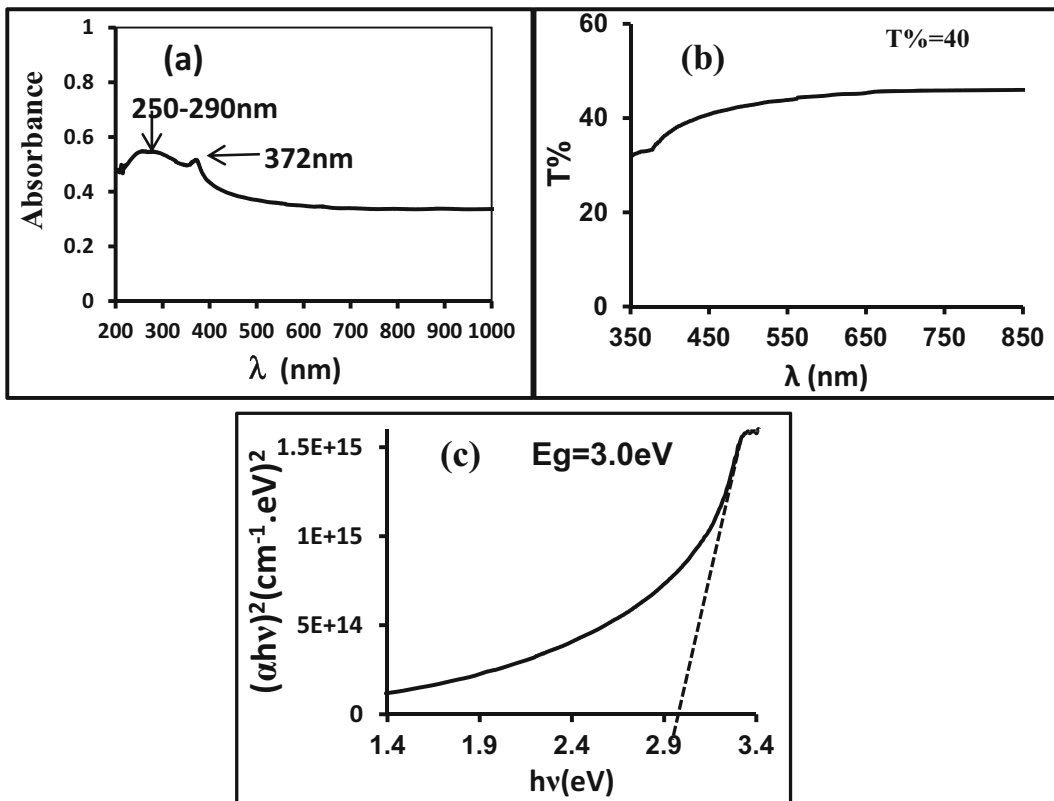 (a)
250-290nm
372nm
Absorbance
1
0.8
0.6
0.4
0.2
0
200 300 400 500 600 700 800 900 1000
λ (nm)
(b)
T%=40
T%
60
40
20
0
350 450 550 650 750 850
λ (nm)
(c)
Eg=3.0eV
(αhν)²(cm⁻¹.eV)²
1.5E+15
1E+15
5E+14
0
1.4 1.9 2.4 2.9 3.4
hν(eV)